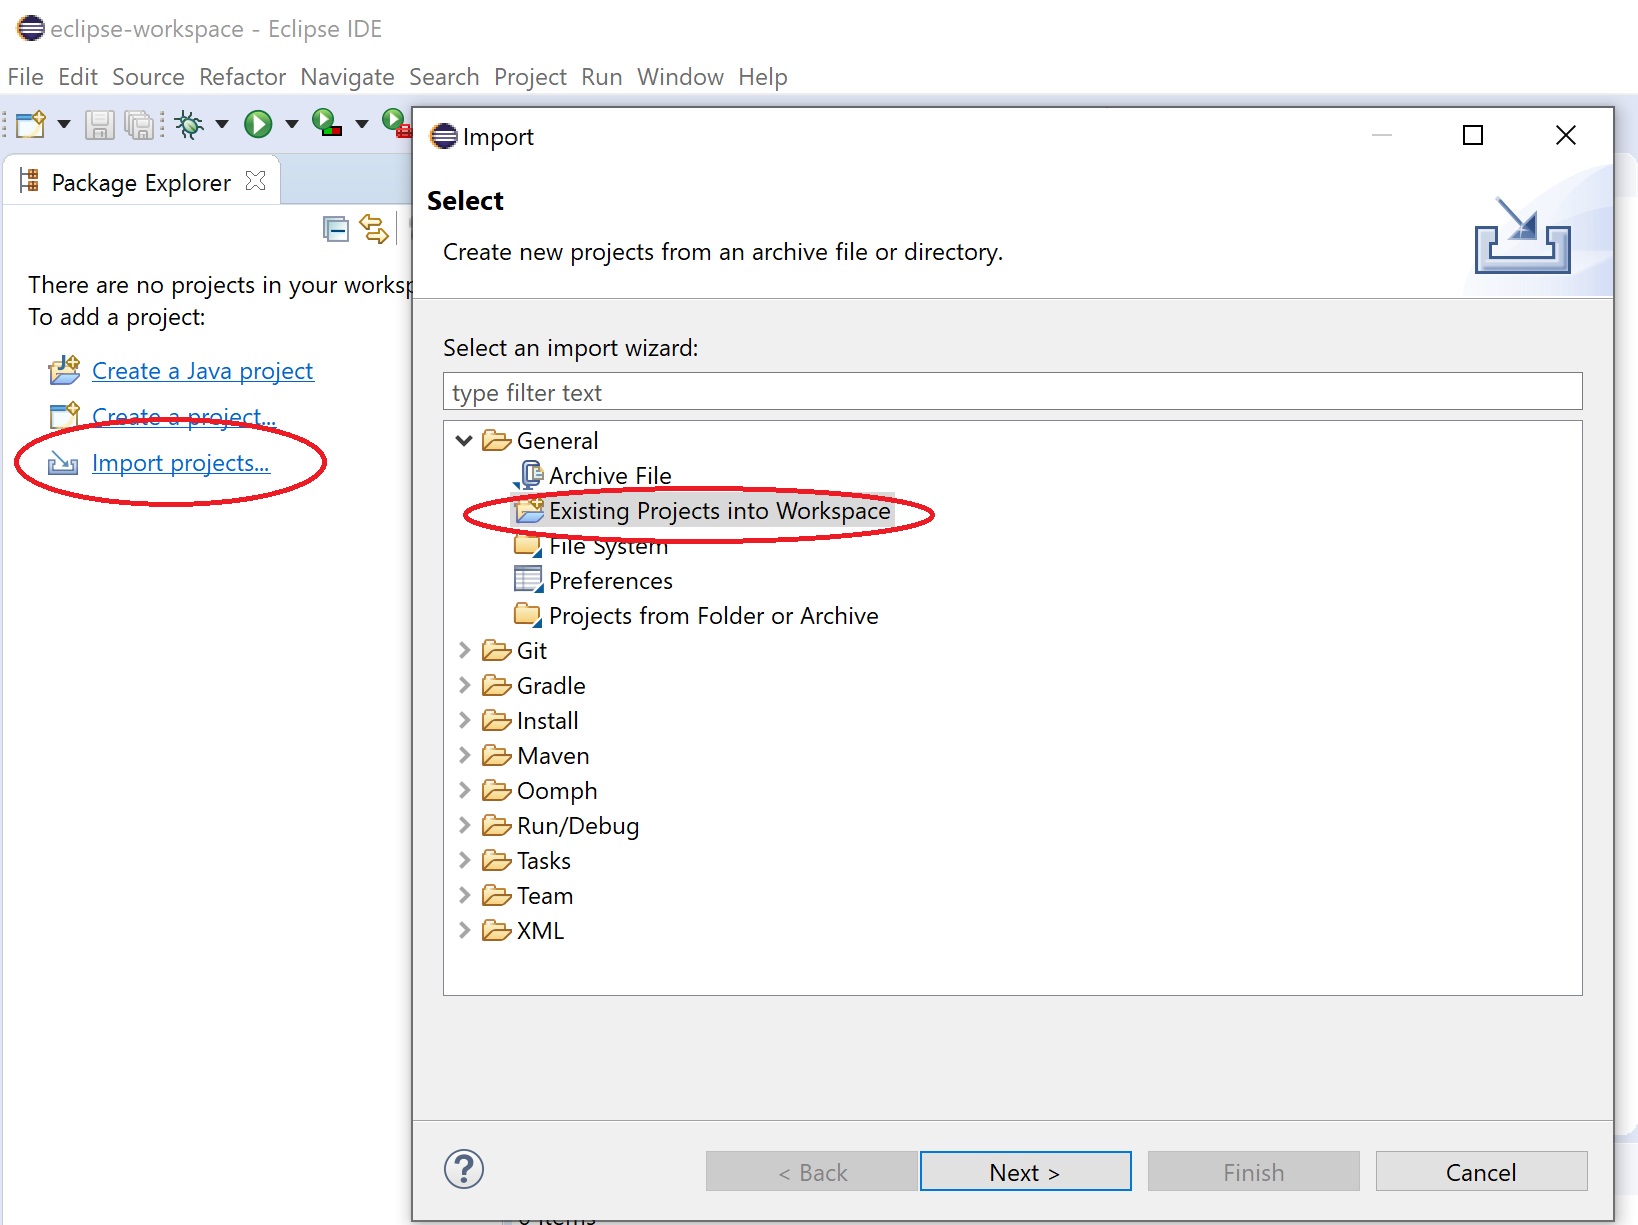 eclipse-workspace - Eclipse IDE
File Edit Source Refactor Navigate Search Project Run Window Help
Package Explorer
There are no projects in your worksp
To add a project:
Create a Java project
Create a project...
Import projects...
Import
Select
Create new projects from an archive file or directory.
Select an import wizard:
type filter text
General
Archive File
Existing Projects into Workspace
File System
Preferences
Projects from Folder or Archive
Git
Gradle
Install
Maven
Oomph
Run/Debug
Tasks
Team
XML
? < Back Next > Finish Cancel
0 items